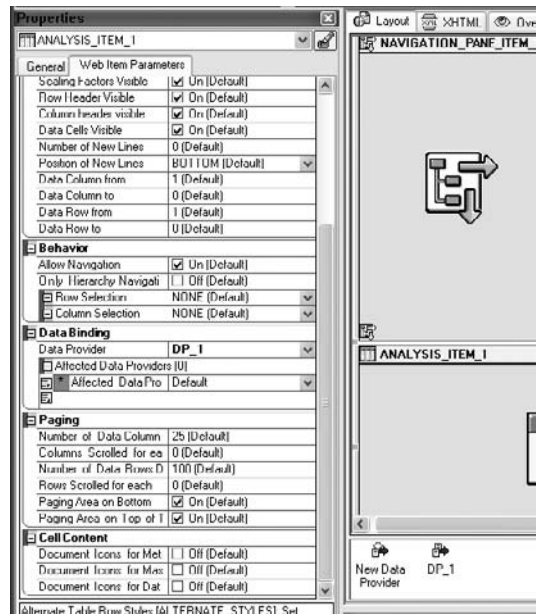 Properties
ANALYSIS_ITEM_1
General Web Item Parameters
Scaling Factors Visible On (Default)
Row Header Visible On (Default)
Column header visible On (Default)
Data Cells Visible On (Default)
Number of New Lines 0 (Default)
Position of New Lines BOTTOM (Default)
Data Column from 1 (Default)
Data Column to 0 (Default)
Data Row from 1 (Default)
Data Row to 0 (Default)
Behavior
Allow Navigation On (Default)
Only Hierarchy Navigati Off (Default)
Row Selection NONE (Default)
Column Selection NONE (Default)
Data Binding
Data Provider DP_1
Affected Data Providers (0)
* Affected Data Pro Default
Paging
Number of Data Column 25 (Default)
Columns Scrolled for ea 0 (Default)
Number of Data Rows D 100 (Default)
Rows Scrolled for each 0 (Default)
Paging Area on Bottom On (Default)
Paging Area on Top of T On (Default)
Cell Content
Document Icons for Met Off (Default)
Document Icons for Mas Off (Default)
Document Icons for Dat Off (Default)
Alternate Table Row Styles (ALTERNATE_STYLES). Set
Layout XHTML Ove
NAVIGATION_PANE_ITEM_
ANALYSIS_ITEM_1
New Data Provider
DP_1